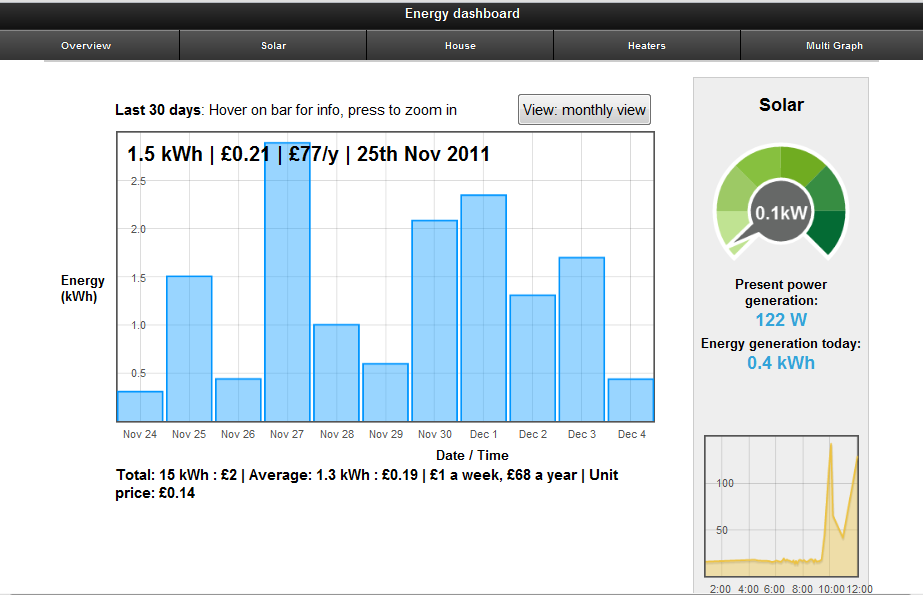 Energy dashboard
Overview Solar House Heaters Multi Graph
Last 30 days: Hover on bar for info, press to zoom in
View: monthly view
1.5 kWh | £0.21 | £77/y | 25th Nov 2011
2.5
2.0
1.5
1.0
0.5
Energy
(kWh)
Nov 24 Nov 25 Nov 26 Nov 27 Nov 28 Nov 29 Nov 30 Dec 1 Dec 2 Dec 3 Dec 4
Date / Time
Total: 15 kWh : £2 | Average: 1.3 kWh : £0.19 | £1 a week, £68 a year | Unit
price: £0.14
Solar
0.1kW
Present power
generation:
122 W
Energy generation today:
0.4 kWh
100
50
2:00 4:00 6:00 8:00 10:00 12:00